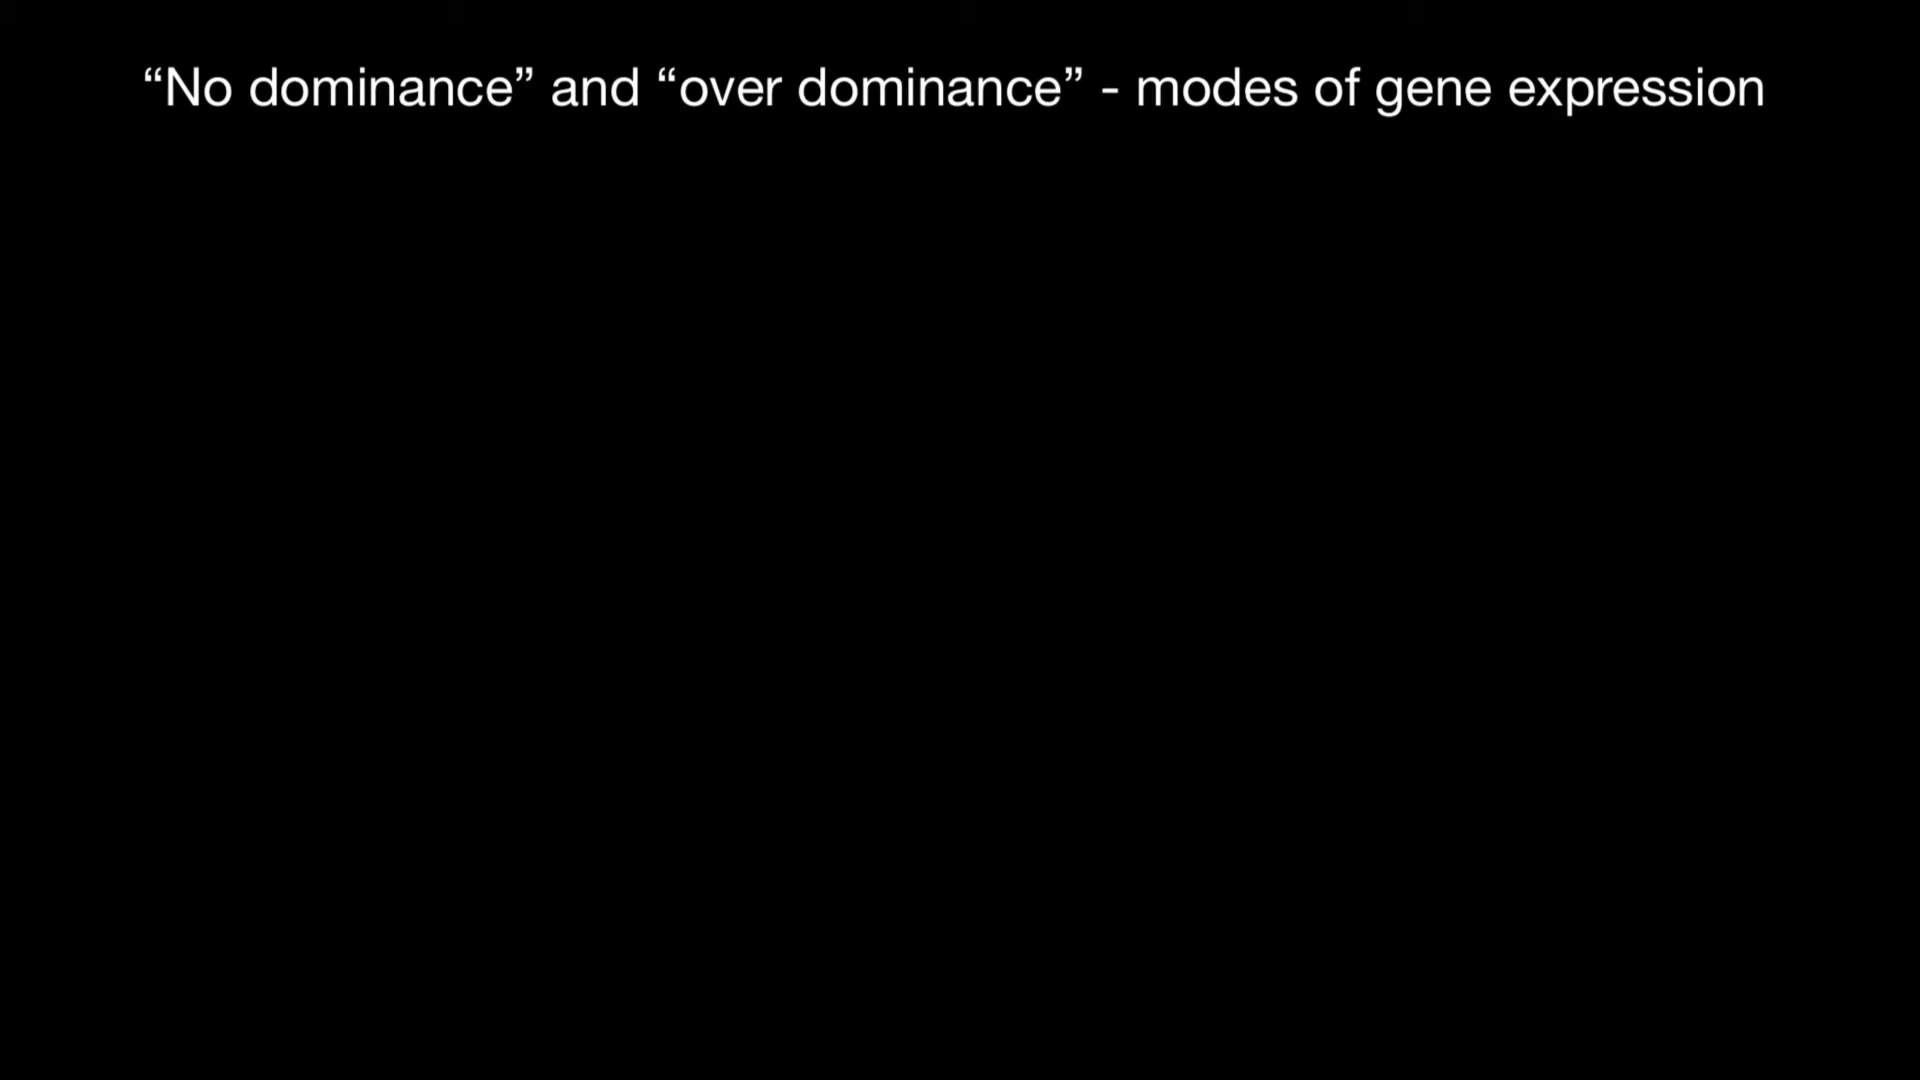 “No dominance” and “over dominance” - modes of gene expression